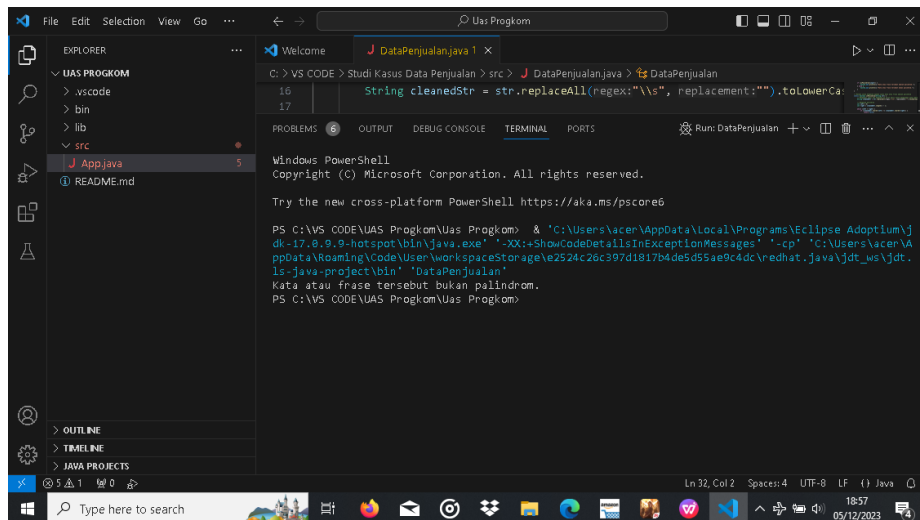 File Edit Selection View Go ... Uas Progkom
EXPLORER ...
UAS PROGKOM
.vscode
bin
lib
src
J App.java 5
README.md
OUTLINE
TIMELINE
JAVA PROJECTS
Welcome J DataPenjualan.java 1
C: > VS CODE > Studi Kasus Data Penjualan > src > J DataPenjualan.java > DataPenjualan
16 String cleanedStr = str.replaceAll(regex:"\\s", replacement:"").toLowerCa
17
PROBLEMS 6 OUTPUT DEBUG CONSOLE TERMINAL PORTS Run: DataPenjualan ...
Windows PowerShell
Copyright (C) Microsoft Corporation. All rights reserved.
Try the new cross-platform PowerShell https://aka.ms/pscore6
PS C:\VS CODE\UAS Progkom\Uas Progkom> & 'C:\Users\acer\AppData\Local\Programs\Eclipse Adoptium\j
dk-17.0.9.9-hotspot\bin\java.exe' '-XX:+ShowCodeDetailsInExceptionMessages' '-cp' 'C:\Users\acer\A
ppData\Roaming\Code\User\workspaceStorage\e2524c26c397d1817b4de5d55ae9c4dc\redhat.java\jdt_ws\jdt.
ls-java-project\bin' 'DataPenjualan'
Kata atau frase tersebut bukan palindrom.
PS C:\VS CODE\UAS Progkom\Uas Progkom>
5 1 0 Ln 32, Col 2 Spaces: 4 UTF-8 LF {} Java
Type here to search 18:57
05/12/2023 4